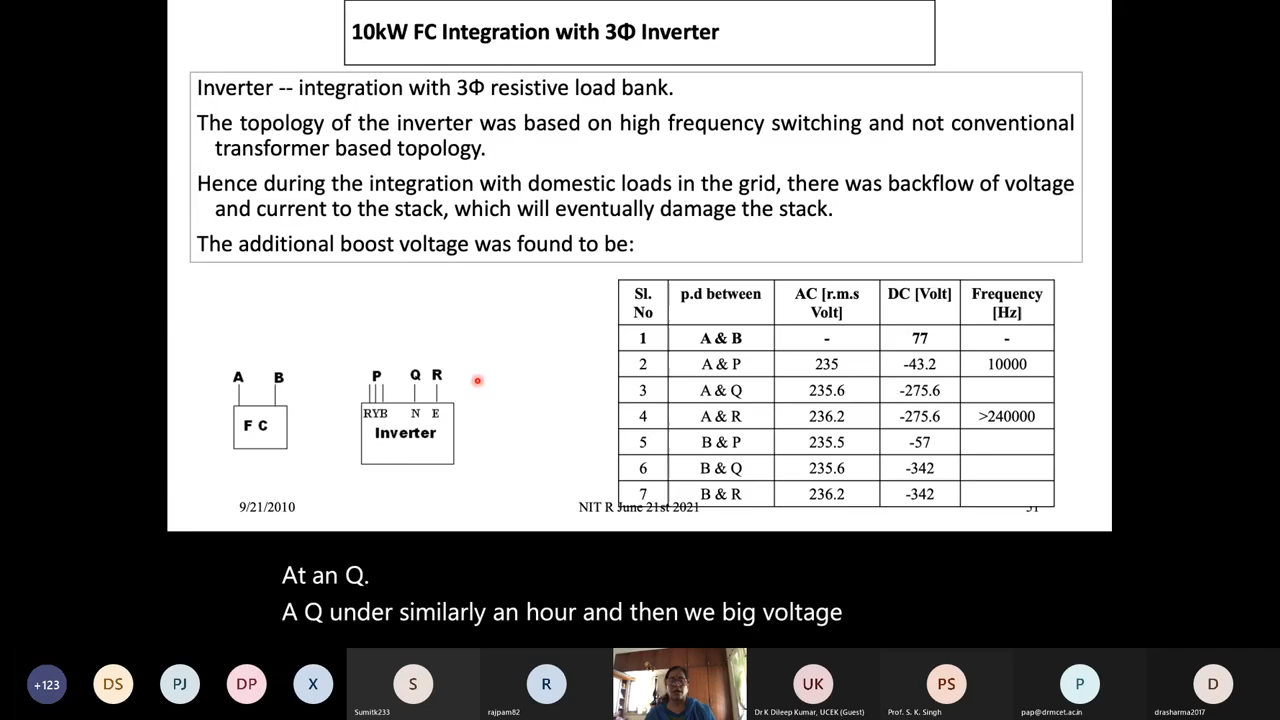 10kW FC Integration with 3Φ Inverter
Inverter -- integration with 3Φ resistive load bank.
The topology of the inverter was based on high frequency switching and not conventional
transformer based topology.
Hence during the integration with domestic loads in the grid, there was backflow of voltage
and current to the stack, which will eventually damage the stack.
The additional boost voltage was found to be:
Sl. No p.d between AC [r.m.s Volt] DC [Volt] Frequency [Hz]
1 A & B - 77 -
2 A & P 235 -43.2 10000
3 A & Q 235.6 -275.6
4 A & R 236.2 -275.6 >240000
5 B & P 235.5 -57
6 B & Q 235.6 -342
7 B & R 236.2 -342
A B
F C
P Q R
RYB N E
Inverter
9/21/2010 NIT R June 21st 2021 31
At an Q.
A Q under similarly an hour and then we big voltage
+123 DS PJ DP X S R UK PS P D
Sumitk233 rajpam82 Dr K Dileep Kumar, UCEK (Guest) Prof. S. K. Singh pap@drmcet.ac.in drasharma2017